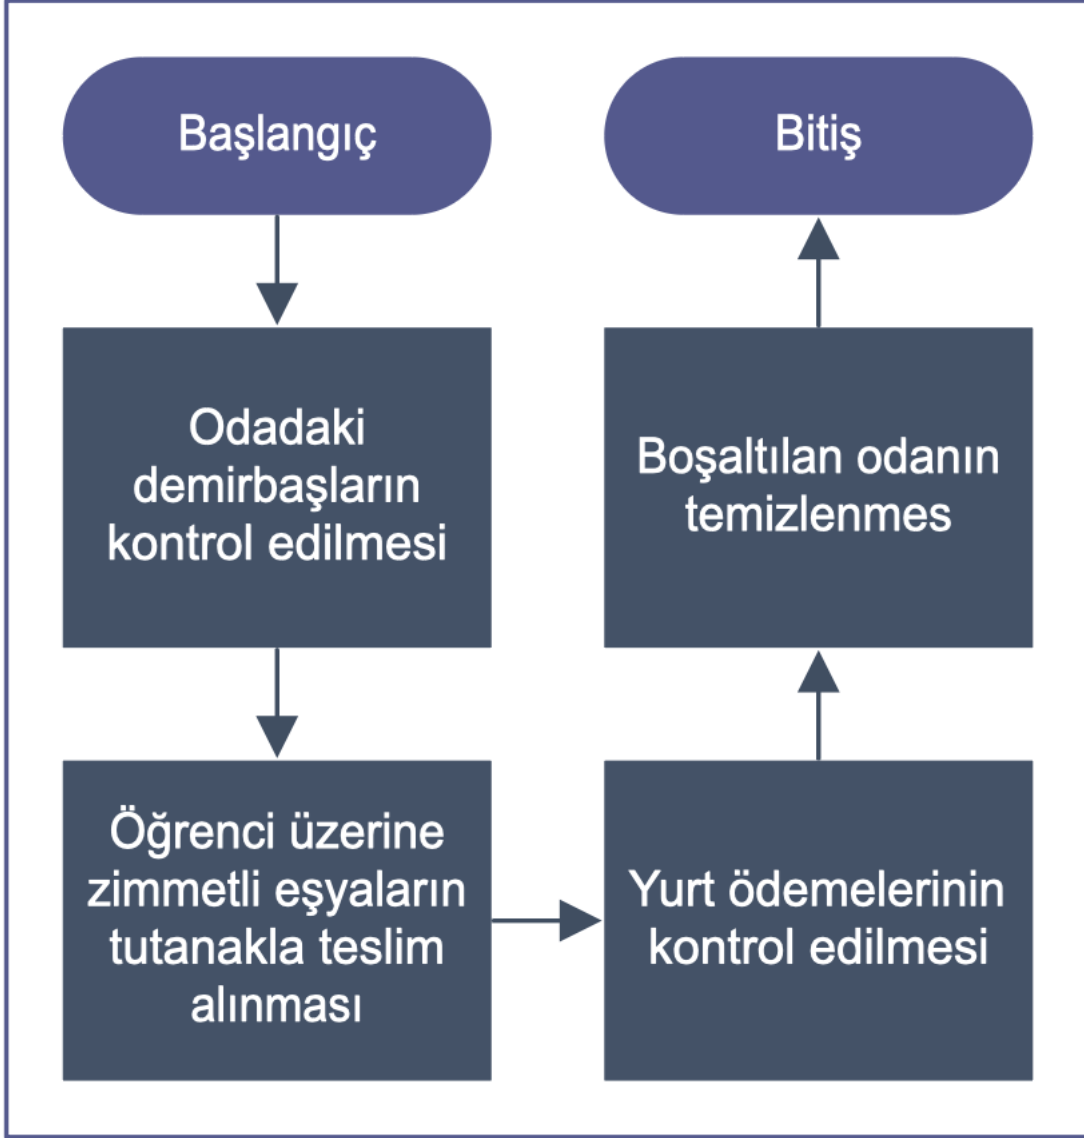 Başlangıç
Odadaki
demirbaşların
kontrol edilmesi
Öğrenci üzerine
zimmetli eşyaların
tutanakla teslim
alınması
Yurt ödemelerinin
kontrol edilmesi
Boşaltılan odanın
temizlenmes
Bitiş